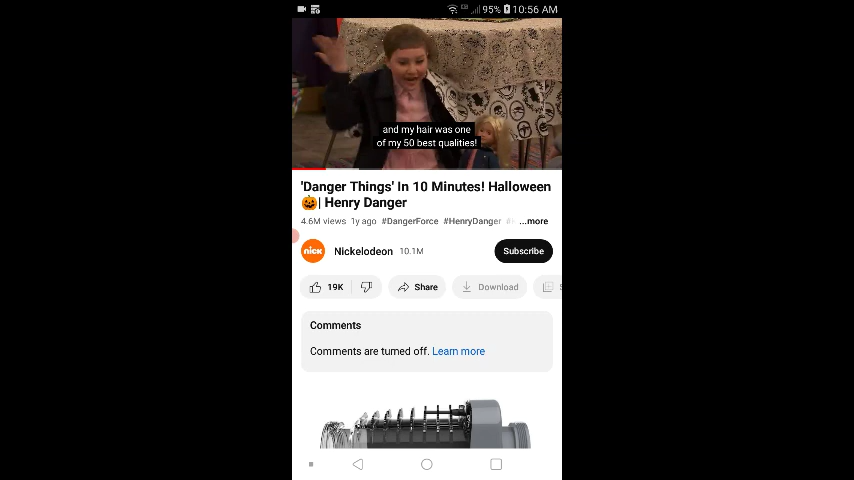 95% 10:56 AM
and my hair was one
of my 50 best qualities!
'Danger Things' In 10 Minutes! Halloween
🎃| Henry Danger
4.6M views 1y ago #DangerForce #HenryDanger # ...more
nick Nickelodeon 10.1M Subscribe
19K Share Download
Comments
Comments are turned off. Learn more